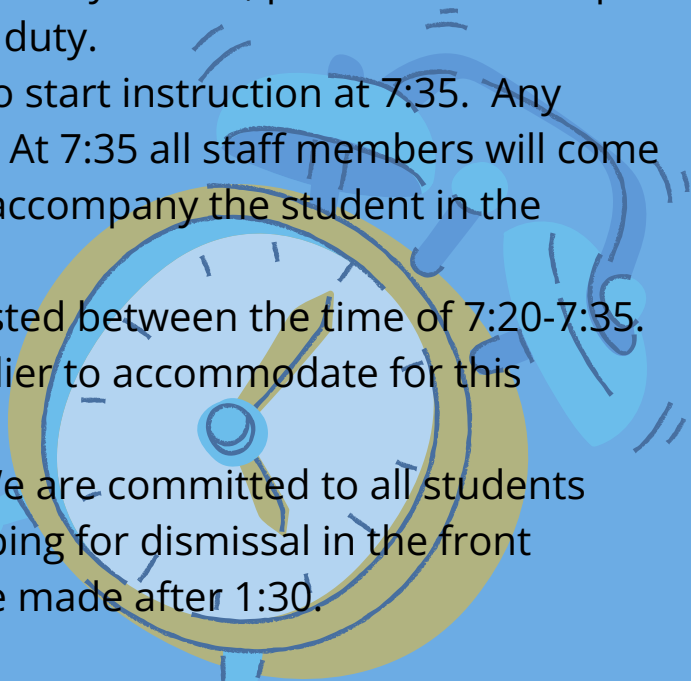 duty.
o start instruction at 7:35. Any
At 7:35 all staff members will come
accompany the student in the
sted between the time of 7:20-7:35.
lier to accommodate for this
We are committed to all students
ping for dismissal in the front
e made after 1:30.